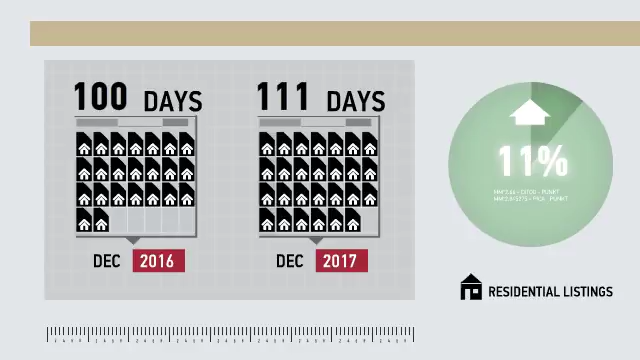 100 DAYS
111 DAYS
DEC 2016
DEC 2017
11%
RESIDENTIAL LISTINGS